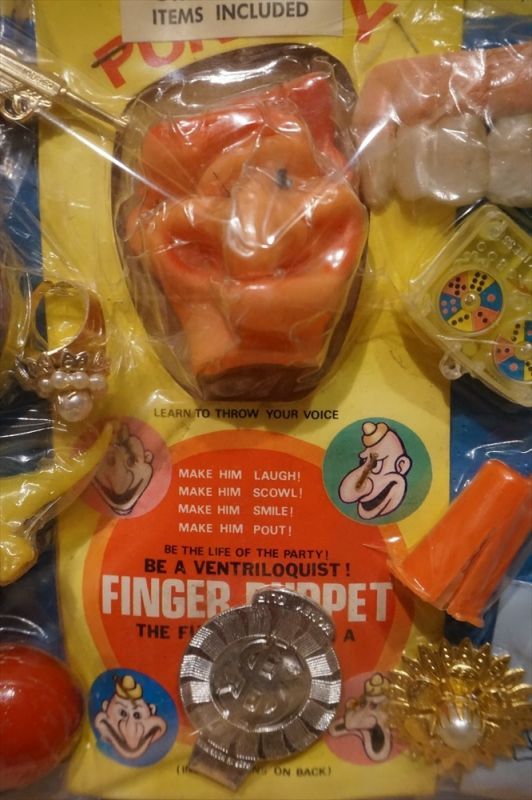 ITEMS INCLUDED
LEARN TO THROW YOUR VOICE
MAKE HIM LAUGH!
MAKE HIM SCOWL!
MAKE HIM SMILE!
MAKE HIM POUT!
BE THE LIFE OF THE PARTY!
BE A VENTRILOQUIST!
FINGER PUPPET
THE A
ON BACK)